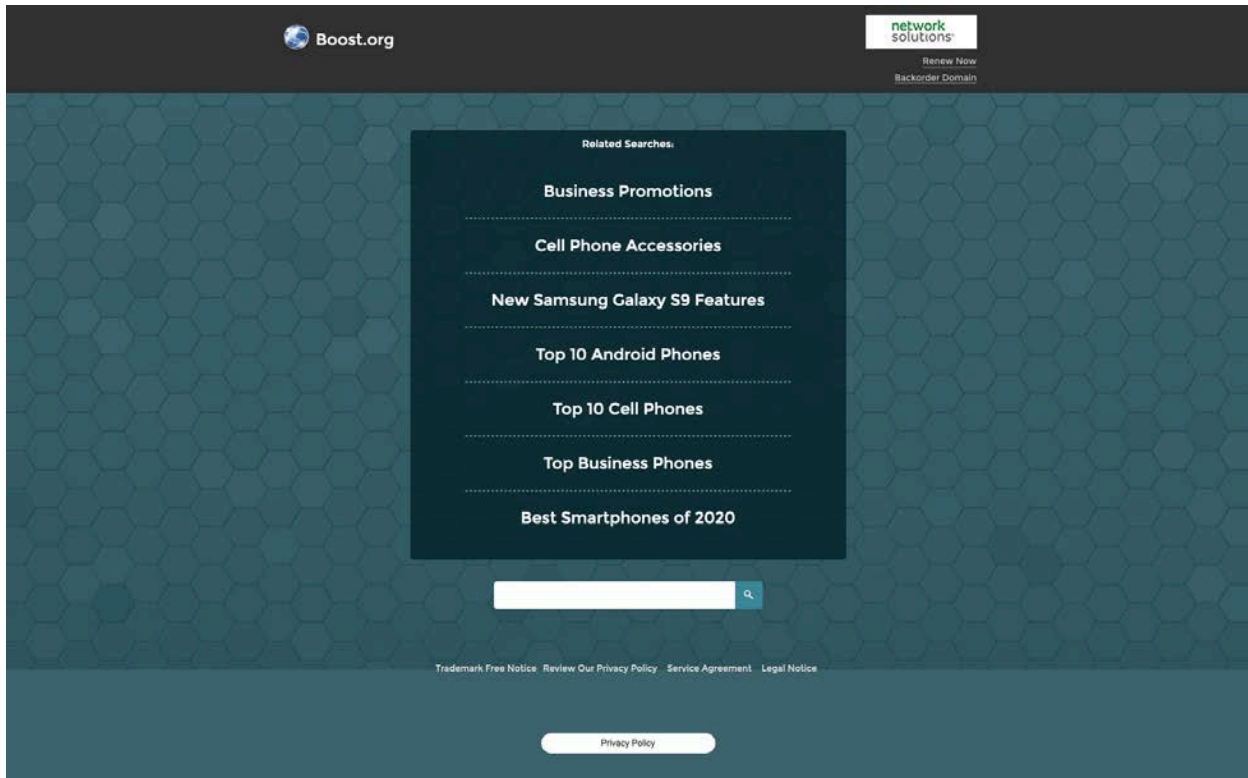 Boost.org
network
solutions
Renew Now
Backorder Domain
Related Searches:
Business Promotions
Cell Phone Accessories
New Samsung Galaxy S9 Features
Top 10 Android Phones
Top 10 Cell Phones
Top Business Phones
Best Smartphones of 2020
Trademark Free Notice Review Our Privacy Policy Service Agreement Legal Notice
Privacy Policy